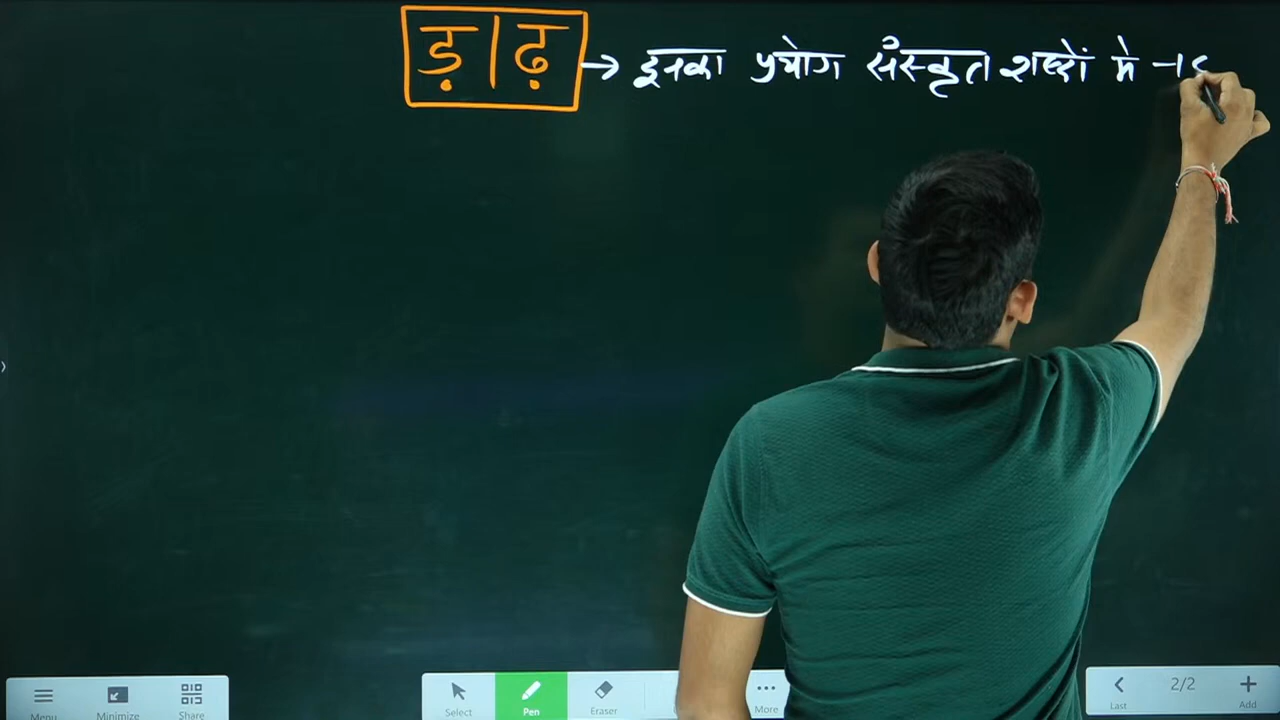 ड़ | ढ़ → इनका प्रयोग संस्कृत शब्दों मे
Menu Minimize Share Select Pen Eraser More Last 2/2 Add